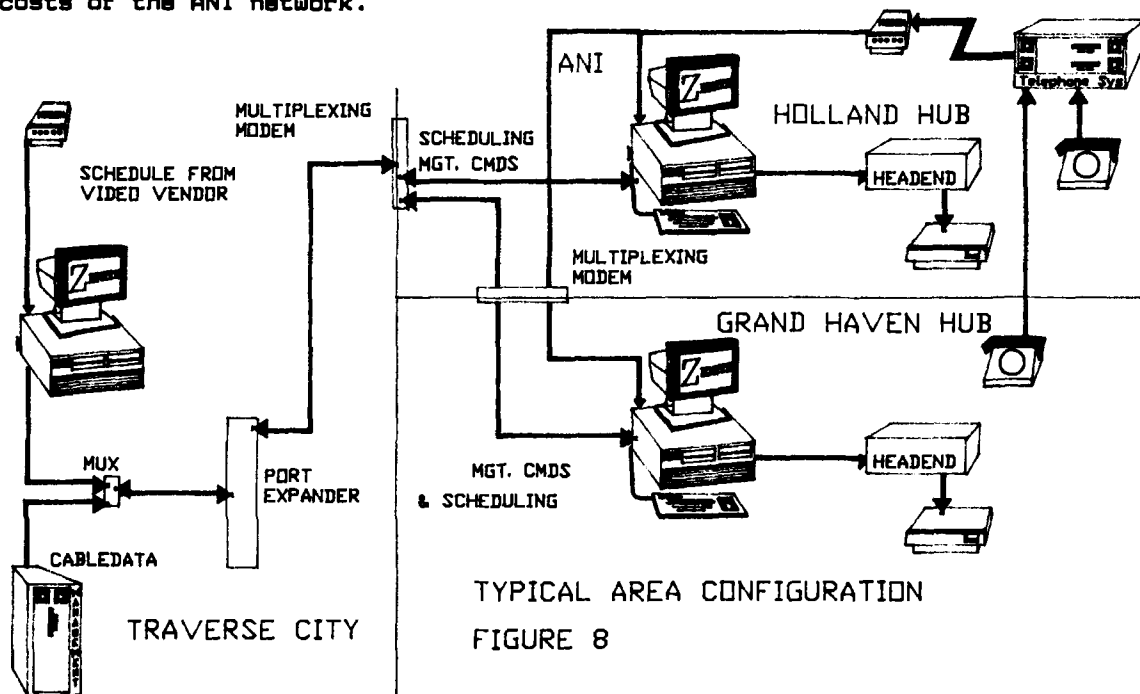 costs of the ANI network.
MULTIPLEXING
MODEM
SCHEDULE FROM
VIDEO VENDOR
Z
MUX
PORT
EXPANDER
CABLEDATA
TRAVERSE CITY
ANI
SCHEDULING
MGT. CMDS
Z
HOLLAND HUB
Telephone Sys
HEADEND
MULTIPLEXING
MODEM
GRAND HAVEN HUB
Z
HEADEND
MGT. CMDS
& SCHEDULING
TYPICAL AREA CONFIGURATION
FIGURE 8